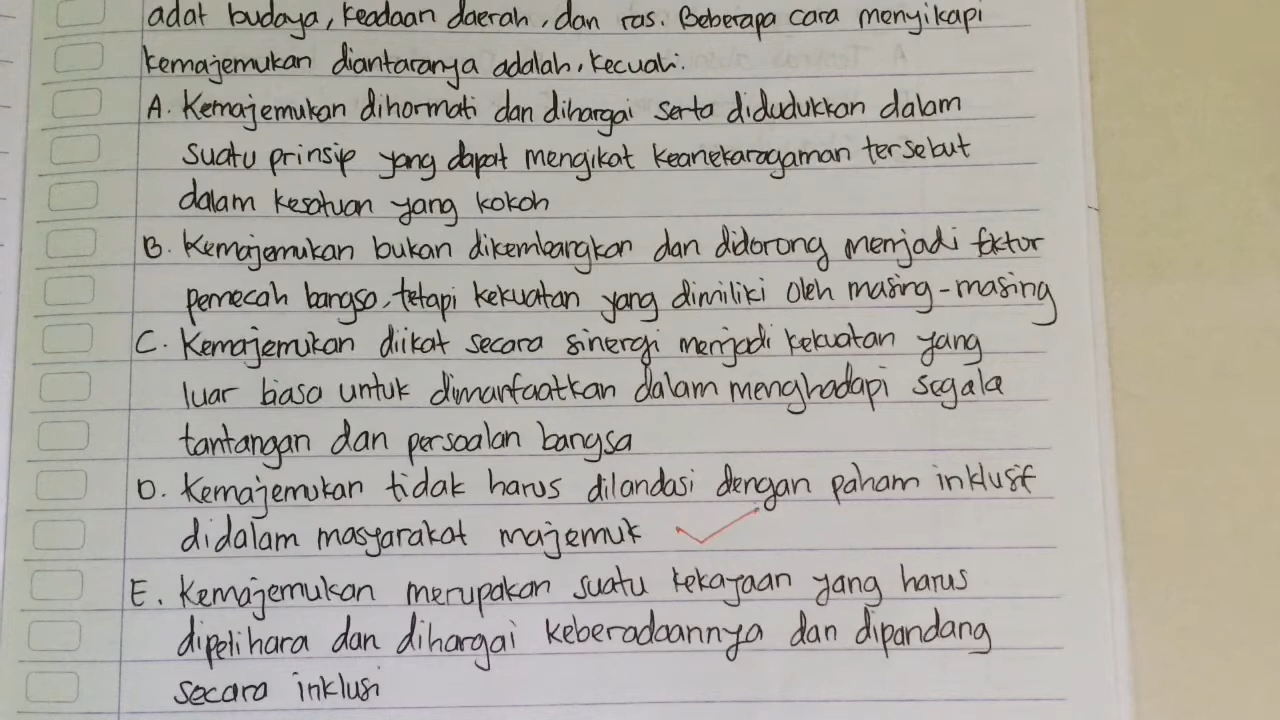 adat budaya, keadaan daerah, dan ras. Beberapa cara menyikapi
kemajemukan diantaranya adalah, kecuali:
A. Kemajemukan dihormati dan dihargai serta didudukkan dalam
suatu prinsip yang dapat mengikat keanekaragaman tersebut
dalam kesatuan yang kokoh
B. Kemajemukan bukan dikembangkan dan didorong menjadi faktor
pemecah bangsa, tetapi kekuatan yang dimiliki oleh masing-masing
C. Kemajemukan diikat secara sinergi menjadi kekuatan yang
luar biasa untuk dimanfaatkan dalam menghadapi segala
tantangan dan persoalan bangsa
D. Kemajemukan tidak harus dilandasi dengan paham inklusif
didalam masyarakat majemuk
E. Kemajemukan merupakan suatu kekayaan yang harus
dipelihara dan dihargai keberadaannya dan dipandang
secara inklusi